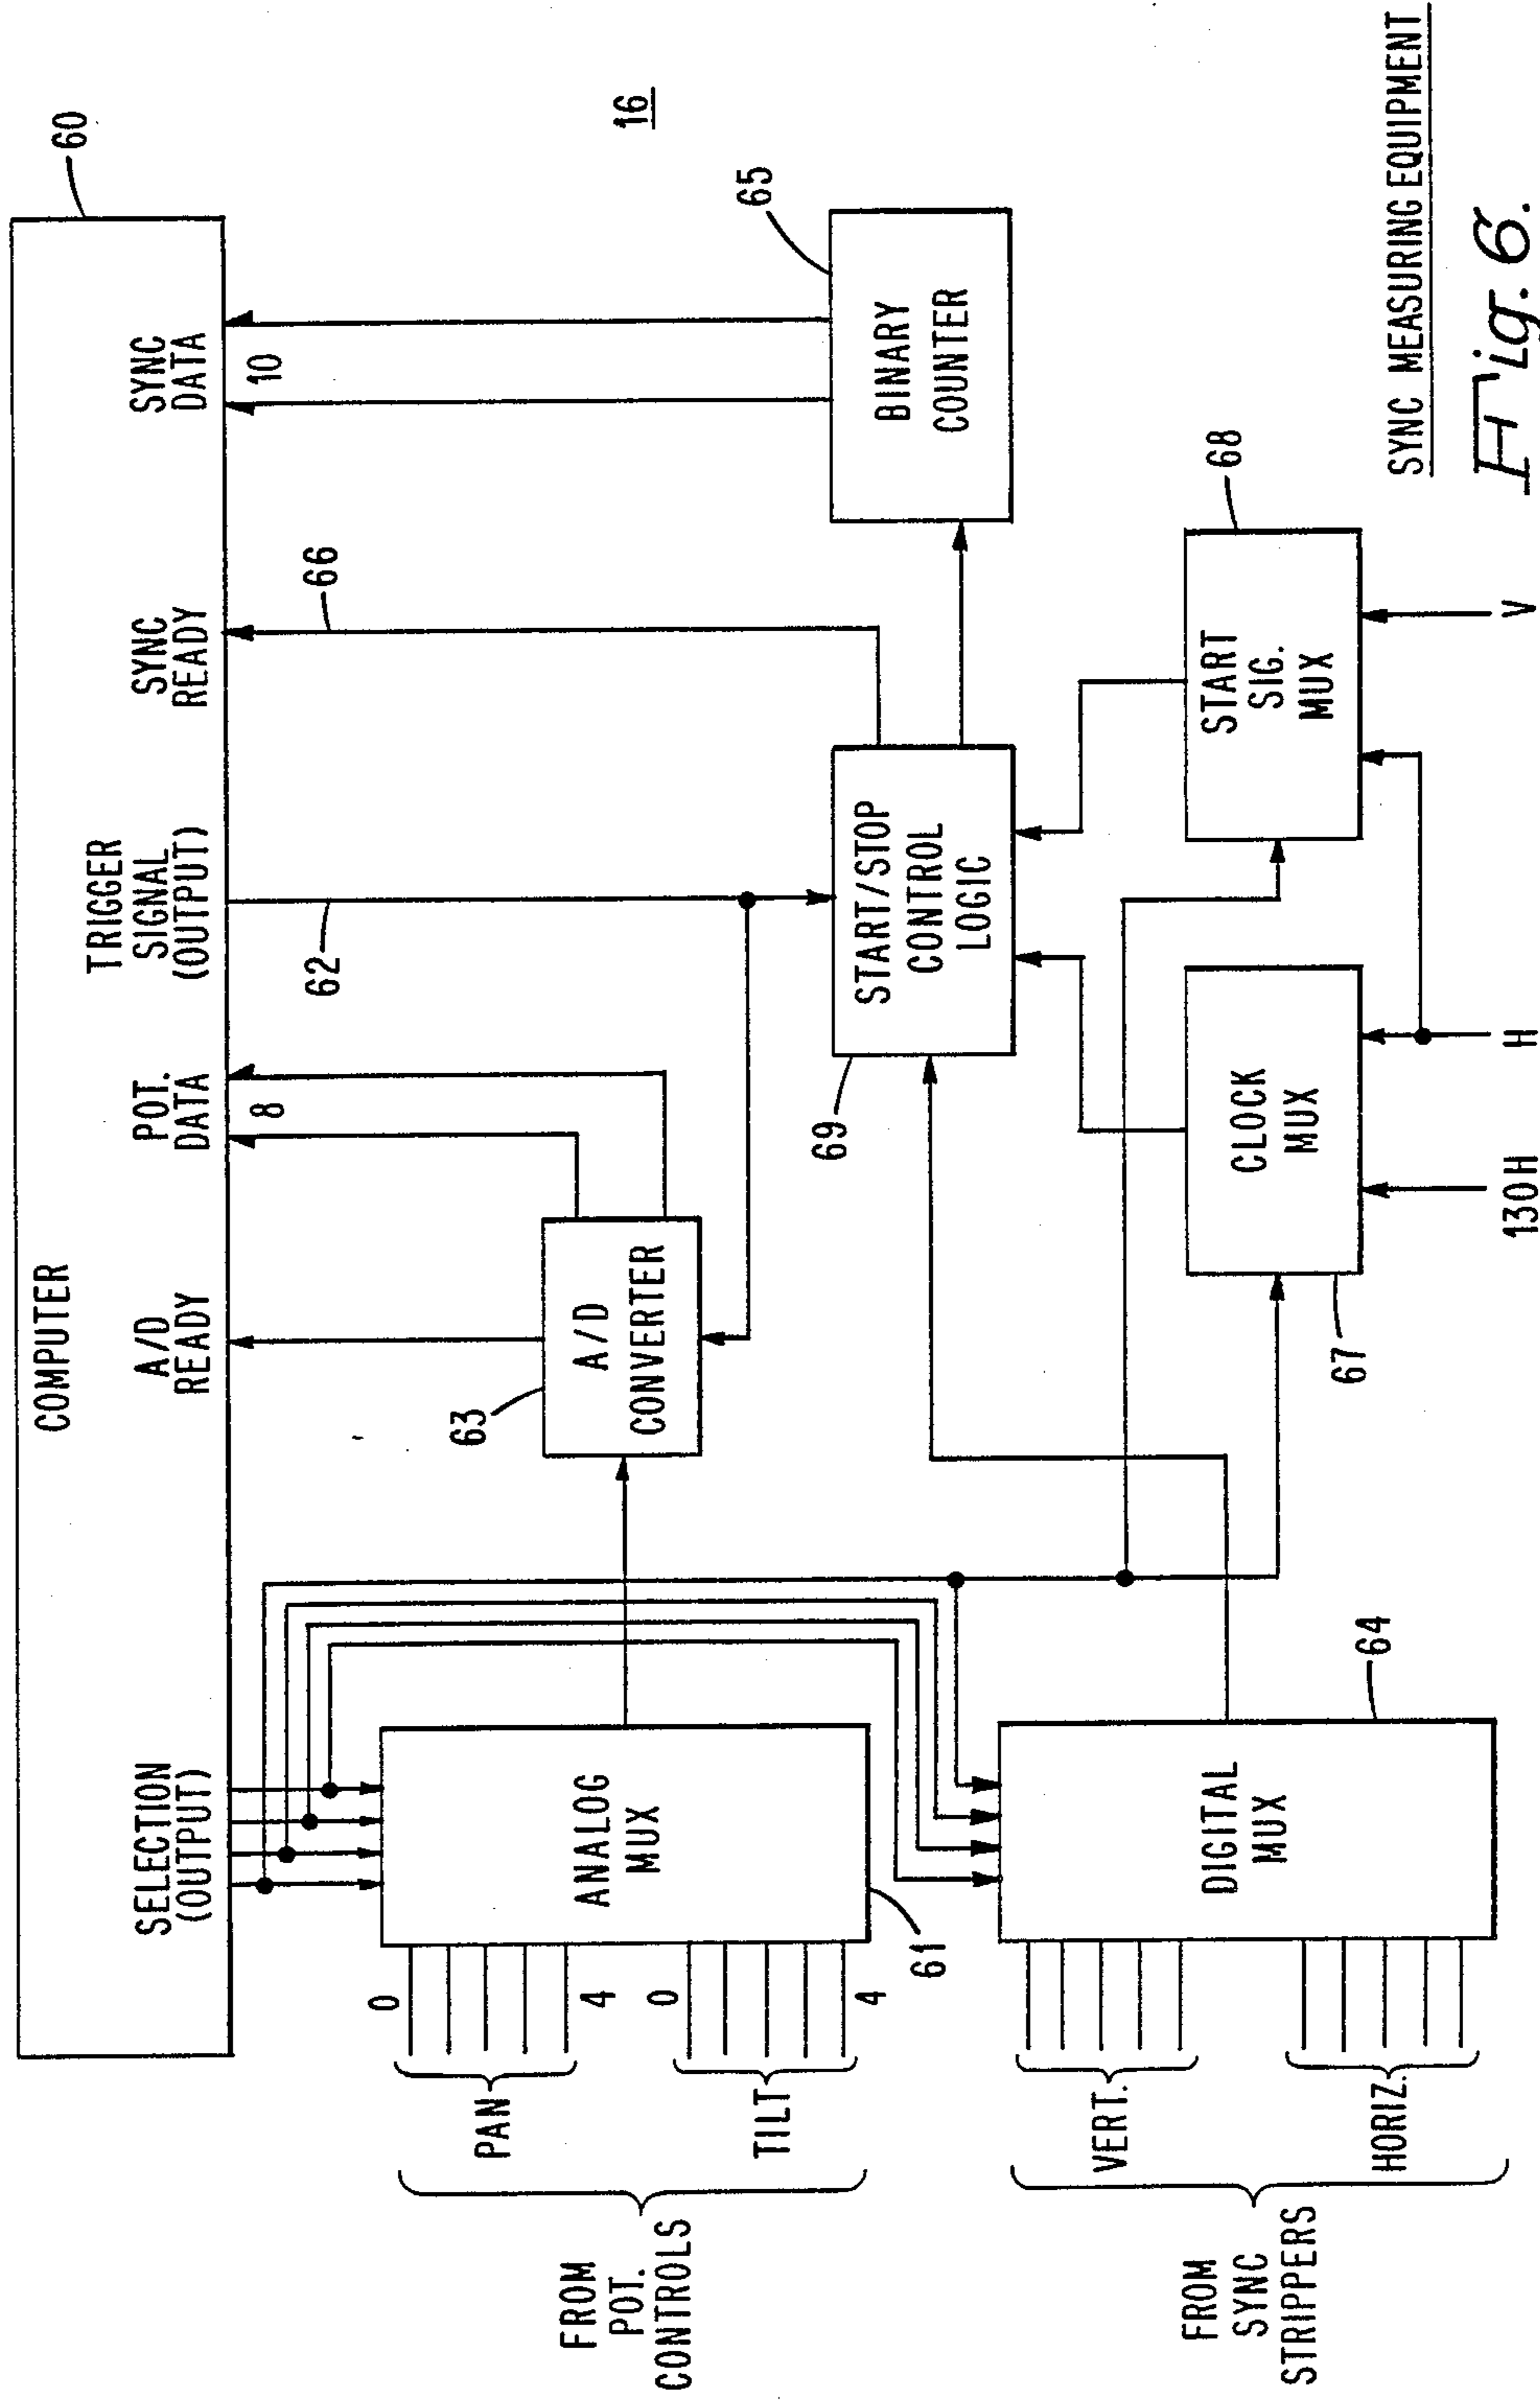 COMPUTER
60
SELECTION
(OUTPUT)
A/D
READY
POT.
DATA
8
TRIGGER
SIGNAL
(OUTPUT)
SYNC
READY
SYNC
DATA
10
62
66
16
FROM
POT.
CONTROLS
PAN
0
4
TILT
0
4
ANALOG
MUX
61
63
A/D
CONVERTER
69
START/STOP
CONTROL
LOGIC
65
BINARY
COUNTER
FROM
SYNC
STRIPPERS
VERT.
HORIZ.
DIGITAL
MUX
64
CLOCK
MUX
67
START
SIG.
MUX
68
130H
H
V
SYNC MEASURING EQUIPMENT
Fig. 6.